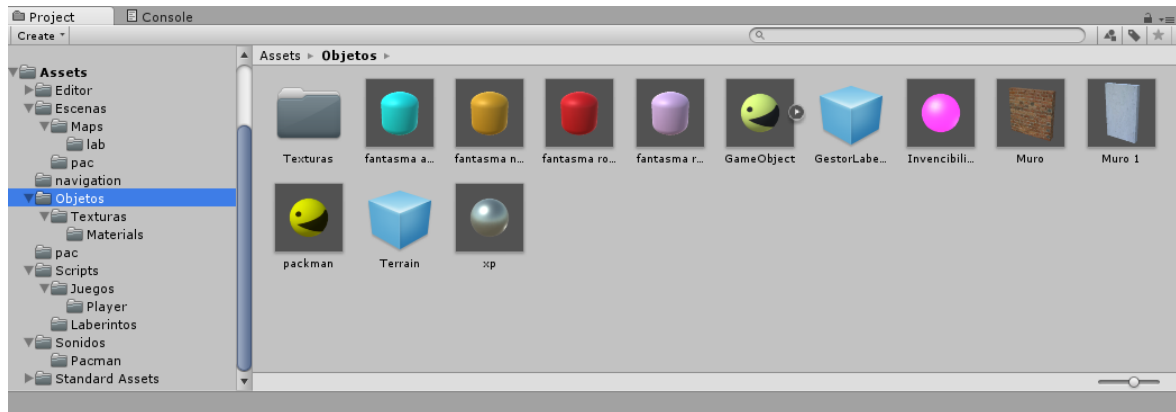 Project Console
Create
Assets
Editor
Escenas
Maps
lab
pac
navigation
Objetos
Texturas
Materials
pac
Scripts
Juegos
Player
Laberintos
Sonidos
Pacman
Standard Assets
Assets ▸ Objetos ▸
Texturas fantasma a... fantasma n... fantasma ro... fantasma r... GameObject GestorLabe... Invencibili... Muro Muro 1
packman Terrain xp